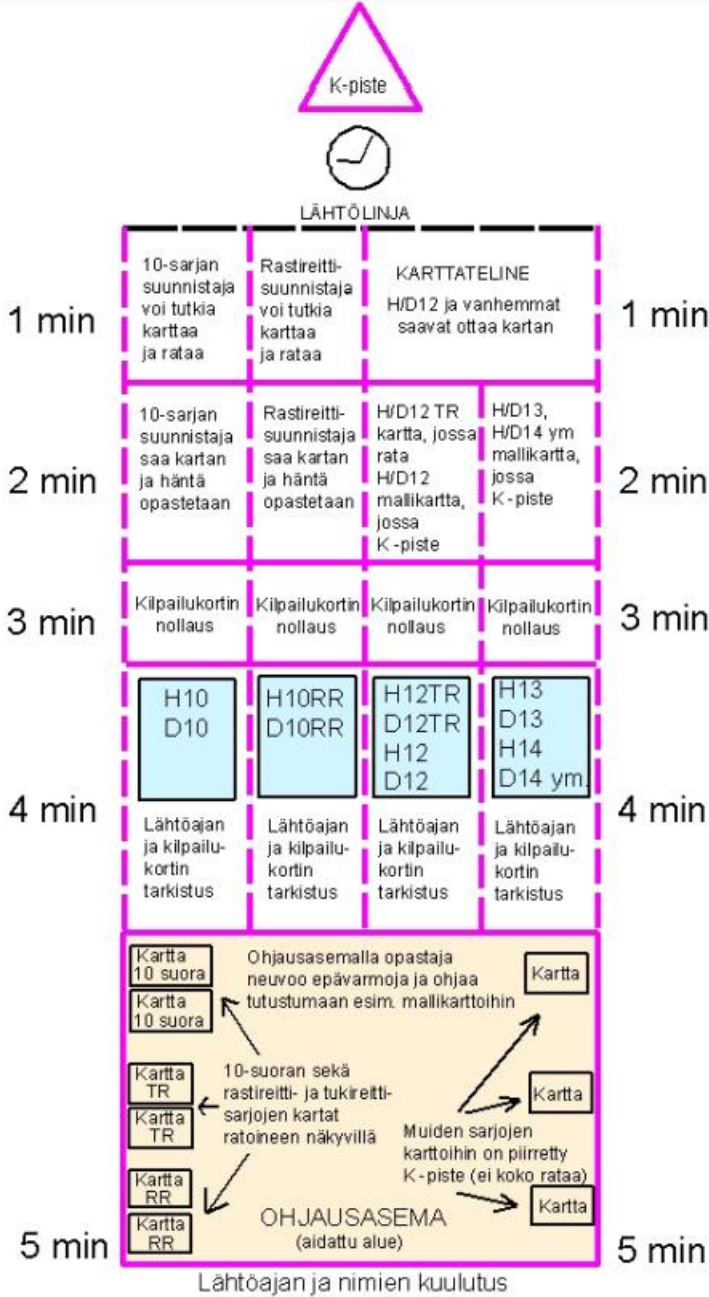 K-piste
LÄHTÖLINJA
1 min
10-sarjan
suunnistaja
voi tutkia
karttaa
ja rataa
Rastireitti-
suunnistaja
voi tutkia
karttaa
ja rataa
KARTTATELINE
H/D12 ja vanhemmat
saavat ottaa kartan
1 min
2 min
10-sarjan
suunnistaja
saa kartan
ja häntä
opastetaan
Rastireitti-
suunnistaja
saa kartan
ja häntä
opastetaan
H/D12 TR
kartta, jossa
rata
H/D12
mallikartta,
jossa
K-piste
H/D13,
H/D14 ym
mallikartta,
jossa
K-piste
2 min
3 min
Kilpailukortin
nollaus
Kilpailukortin
nollaus
Kilpailukortin
nollaus
Kilpailukortin
nollaus
3 min
4 min
H10
D10
H10RR
D10RR
H12TR
D12TR
H12
D12
H13
D13
H14
D14 ym.
4 min
Lähtöajan
ja kilpailu-
kortin
tarkistus
Lähtöajan
ja kilpailu-
kortin
tarkistus
Lähtöajan
ja kilpailu-
kortin
tarkistus
Lähtöajan
ja kilpailu-
kortin
tarkistus
Kartta
10 suora
Kartta
10 suora
Ohjausasemalla opastaja
neuvoo epävarmoja ja ohjaa
tutustumaan esim. mallikarttoihin
Kartta
Kartta
TR
Kartta
TR
10-suoran sekä
rastireitti- ja tukireitti-
sarjojen kartat
ratoineen näkyvillä
Kartta
Muiden sarjojen
karttoihin on piirretty
K-piste (ei koko rataa)
Kartta
RR
Kartta
RR
Kartta
OHJAUSASEMA
(aidattu alue)
5 min
5 min
Lähtöajan ja nimien kuulutus